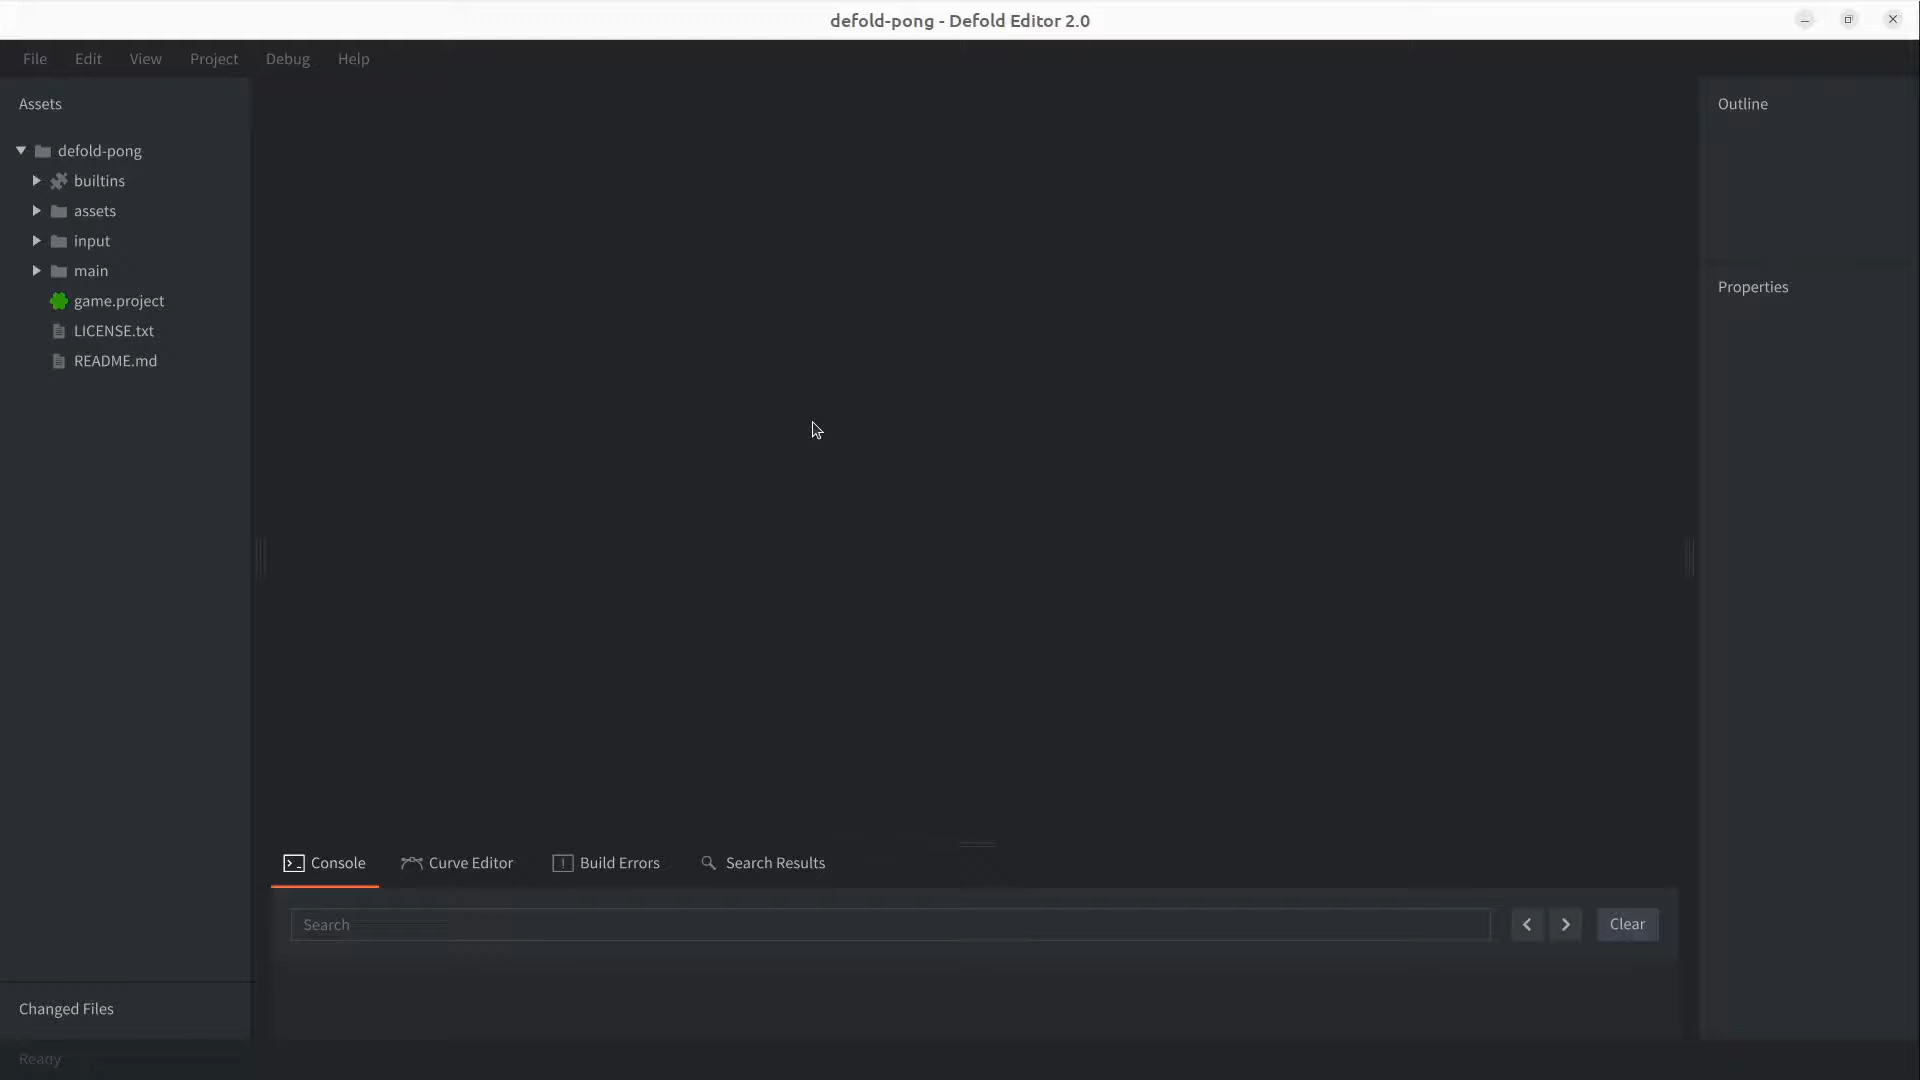 defold-pong - Defold Editor 2.0
File Edit View Project Debug Help
Assets
defold-pong
builtins
assets
input
main
game.project
LICENSE.txt
README.md
Outline
Properties
Console Curve Editor Build Errors Search Results
Search Clear
Changed Files
Ready